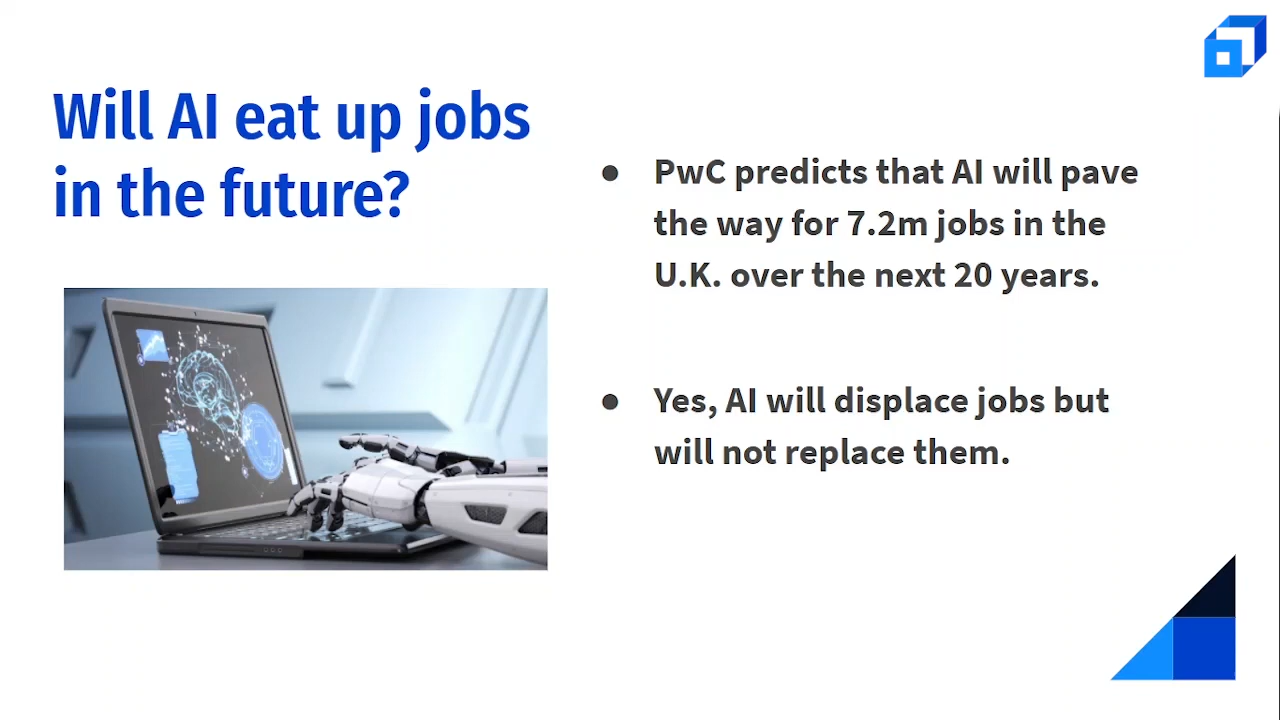 Will AI eat up jobs
in the future?
● PwC predicts that AI will pave
the way for 7.2m jobs in the
U.K. over the next 20 years.
● Yes, AI will displace jobs but
will not replace them.